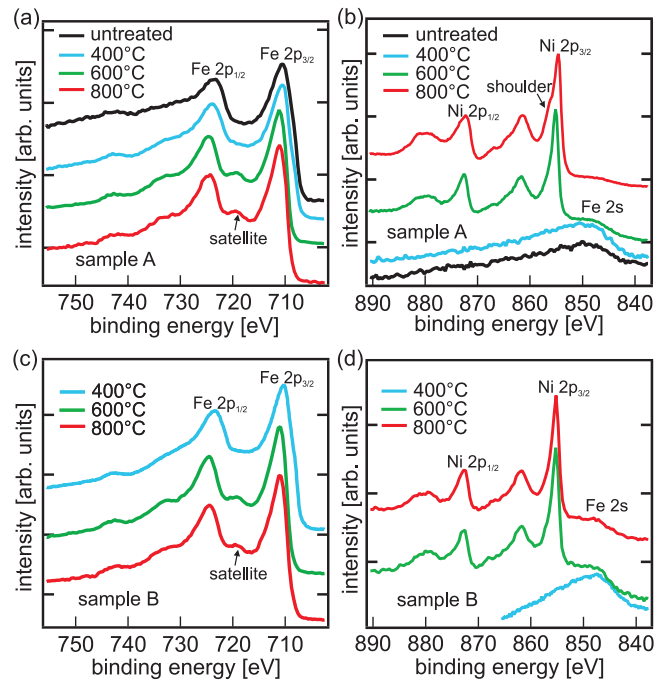 (a)
untreated
400°C
600°C
800°C
Fe 2p1/2
Fe 2p3/2
satellite
sample A
intensity [arb. units]
750 740 730 720 710
binding energy [eV]
(b)
untreated
400°C
600°C
800°C
Ni 2p3/2
shoulder
Ni 2p1/2
Fe 2s
sample A
intensity [arb. units]
890 880 870 860 850 840
binding energy [eV]
(c)
400°C
600°C
800°C
Fe 2p1/2
Fe 2p3/2
satellite
sample B
intensity [arb. units]
750 740 730 720 710
binding energy [eV]
(d)
400°C
600°C
800°C
Ni 2p3/2
Ni 2p1/2
Fe 2s
sample B
intensity [arb. units]
890 880 870 860 850 840
binding energy [eV]